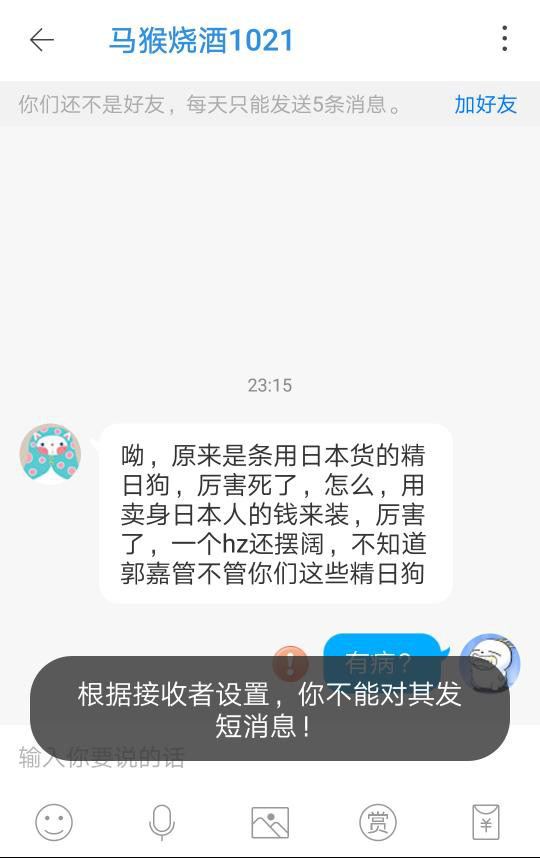 马猴烧酒1021
你们还不是好友，每天只能发送5条消息。 加好友
23:15
呦，原来是条用日本货的精
日狗，厉害死了，怎么，用
卖身日本人的钱来装，厉害
了，一个hz还摆阔，不知道
郭嘉管不管你们这些精日狗
有病？
根据接收者设置，你不能对其发
短消息！
输入你要说的话
赏
¥